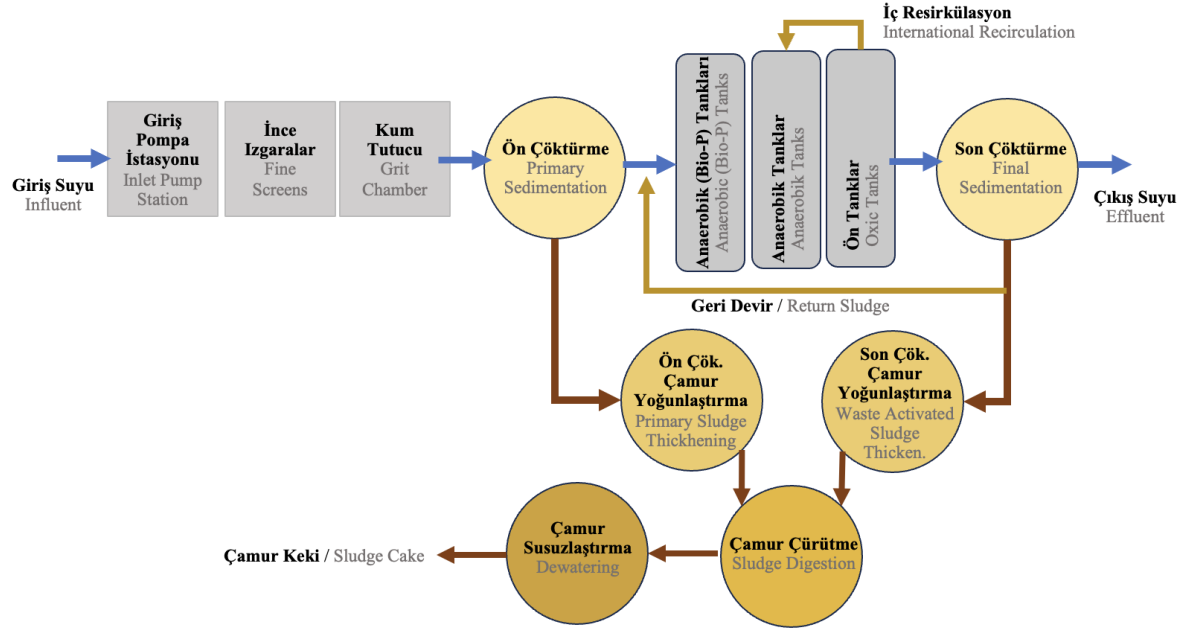 İç Resirkülasyon
International Recirculation
Giriş Suyu
Influent
Giriş
Pompa
İstasyonu
Inlet Pump
Station
İnce
Izgaralar
Fine
Screens
Kum
Tutucu
Grit
Chamber
Ön Çöktürme
Primary
Sedimentation
Anaerobik (Bio-P) Tankları
Anaerobic (Bio-P) Tanks
Anaerobik Tanklar
Anaerobik Tanks
Ön Tanklar
Oxic Tanks
Son Çöktürme
Final
Sedimentation
Çıkış Suyu
Effluent
Geri Devir / Return Sludge
Ön Çök.
Çamur
Yoğunlaştırma
Primary Sludge
Thickhening
Son Çök.
Çamur
Yoğunlaştırma
Waste Activated
Sludge
Thicken.
Çamur Çürütme
Sludge Digestion
Çamur
Susuzlaştırma
Dewatering
Çamur Keki / Sludge Cake